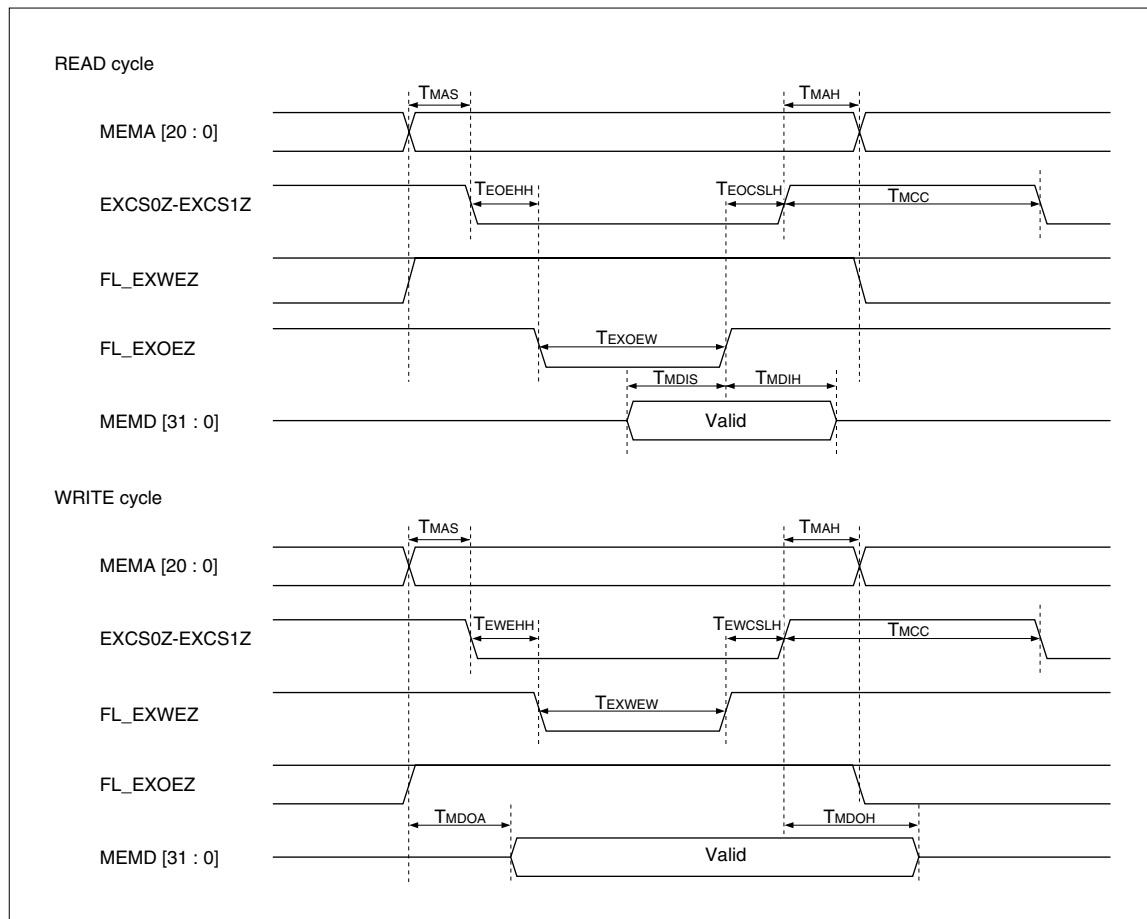 READ cycle
TMAS TMAH
MEMA [20 : 0]
TEOEHH TEOCSLH
EXCS0Z-EXCS1Z TMCC
FL_EXWEZ
FL_EXOEZ TEXOEW
TMDIS TMDIH
MEMD [31 : 0] Valid
WRITE cycle
TMAS TMAH
MEMA [20 : 0]
TEWEHH TEWCSLH
EXCS0Z-EXCS1Z TMCC
FL_EXWEZ TEXWEW
FL_EXOEZ
TMDOA TMDOH
MEMD [31 : 0] Valid